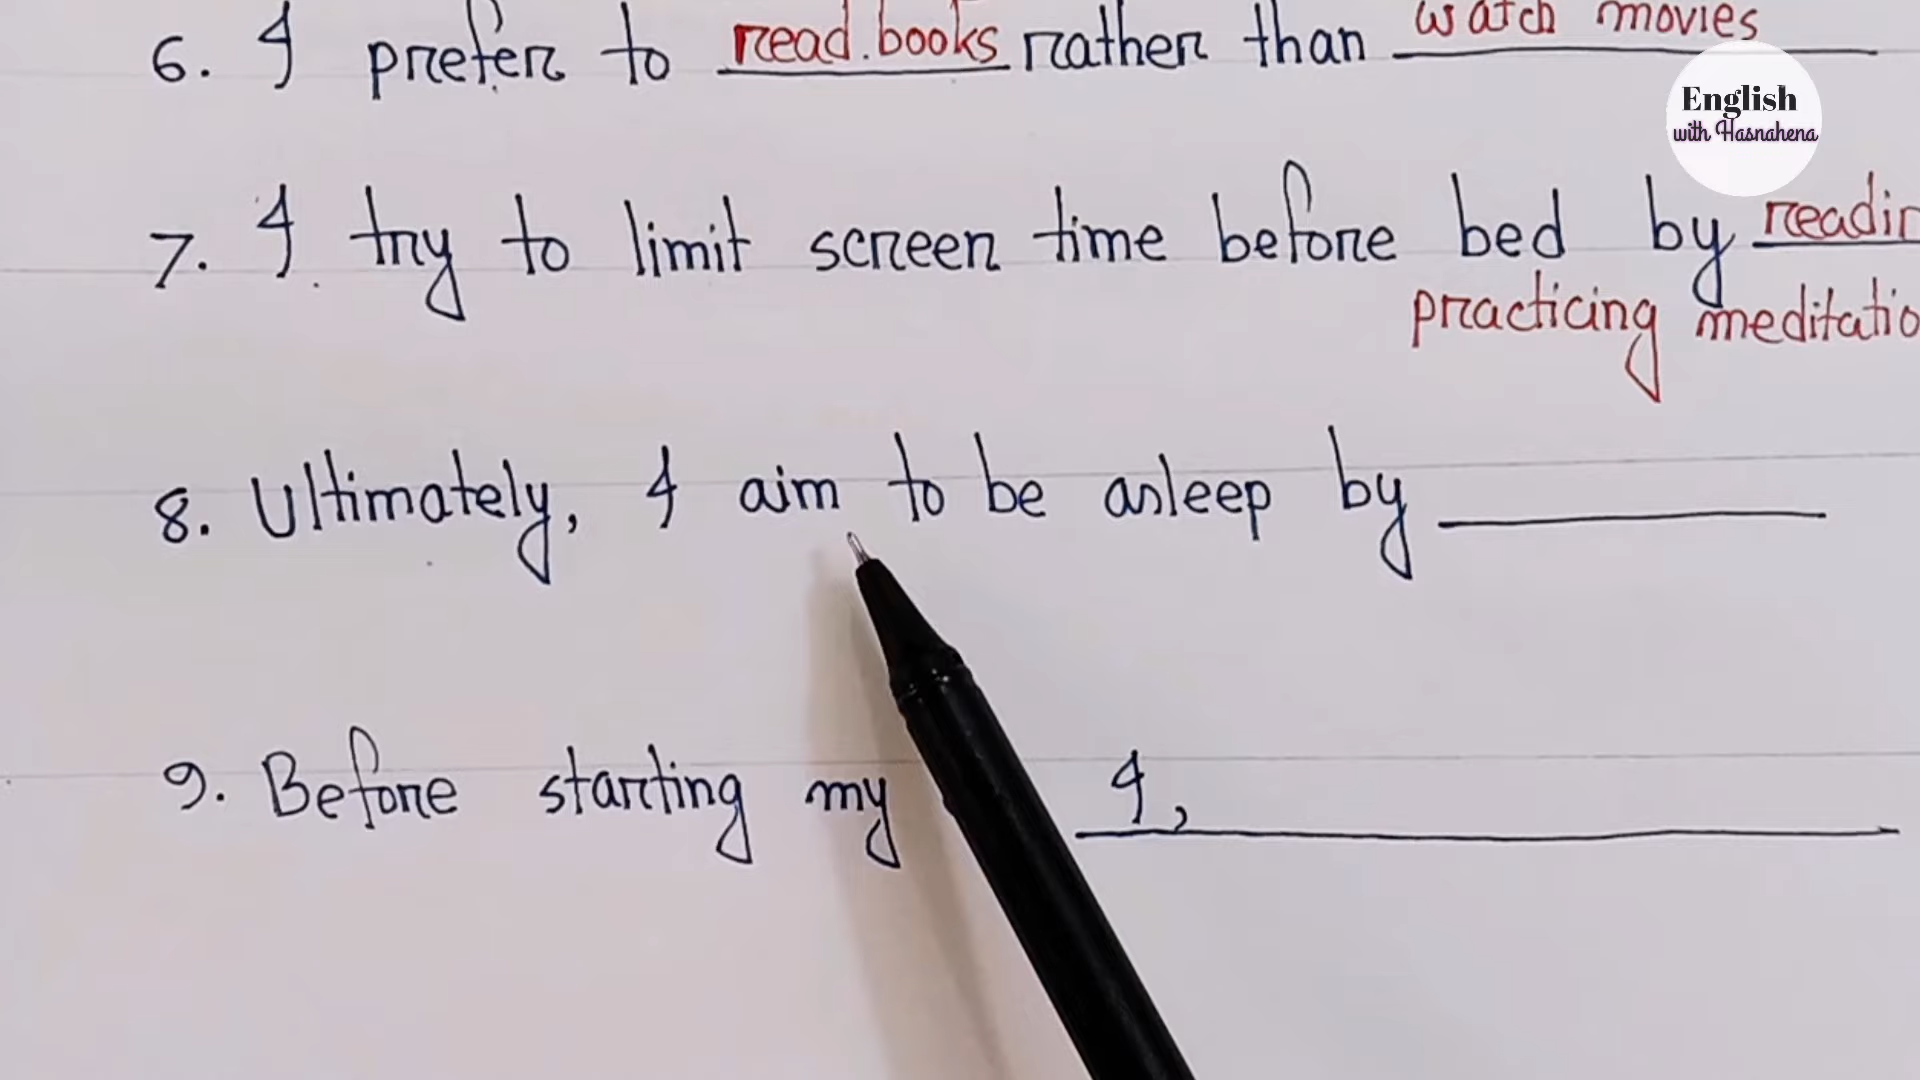 6. I prefer to read books rather than watch movies
English
with Hasnahena
7. I try to limit screen time before bed by readin
practicing meditatio
8. Ultimately, I aim to be asleep by
9. Before starting my I,